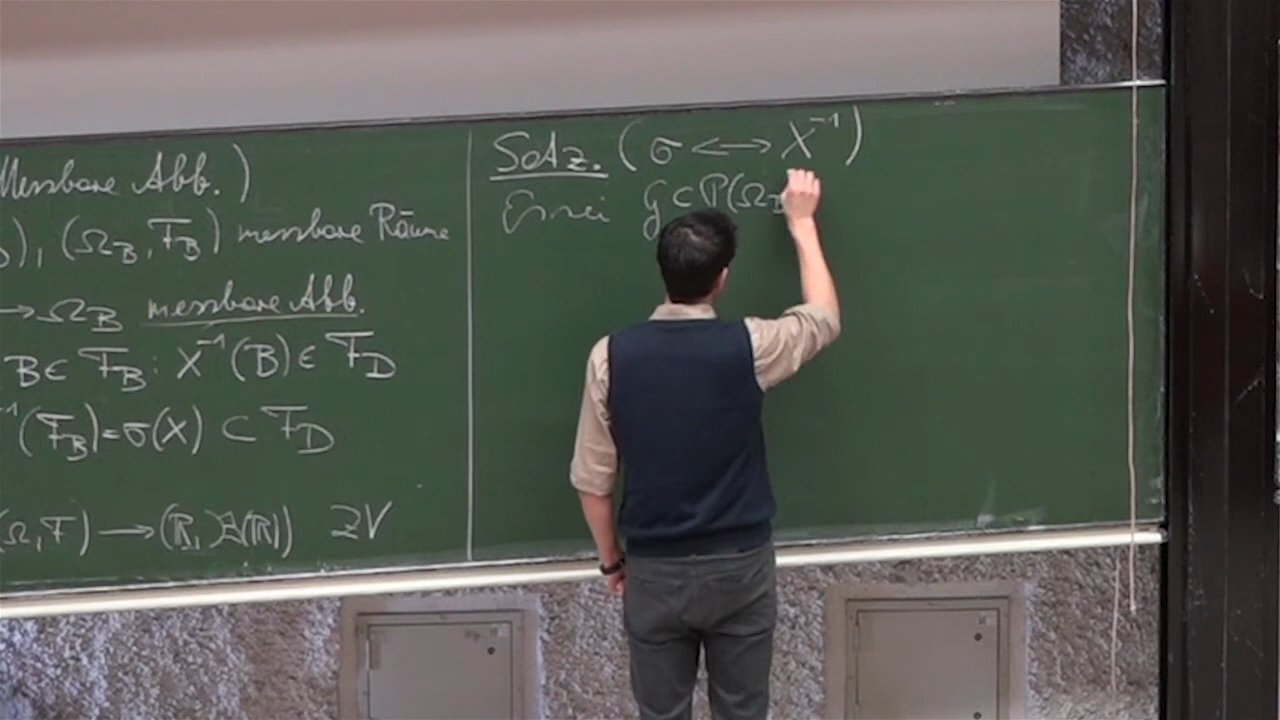 Messbare Abb.)
), (Ω_B, F_B) messbare Räume
→ Ω_B messbare Abb.
B ∈ F_B: X⁻¹(B) ∈ F_D
⁻¹(F_B) = σ(X) ⊂ F_D
(Ω, F) → (ℝ, B(ℝ)) ZV
Satz. (σ ↔ X⁻¹)
Es sei G ⊂ P(Ω_B